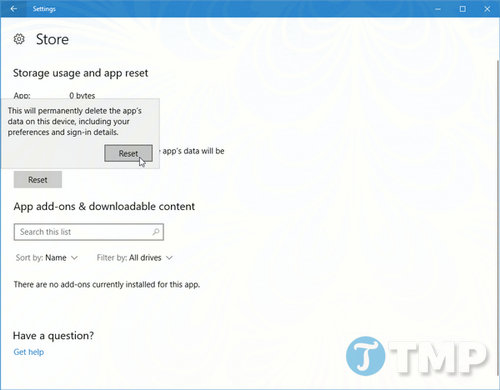 Settings
Store
Storage usage and app reset
App: 0 bytes
This will permanently delete the app's
data on this device, including your
preferences and sign-in details.
Reset
app's data will be
Reset
App add-ons & downloadable content
Search this list
Sort by: Name Filter by: All drives
There are no add-ons currently installed for this app.
Have a question?
Get help
TMP